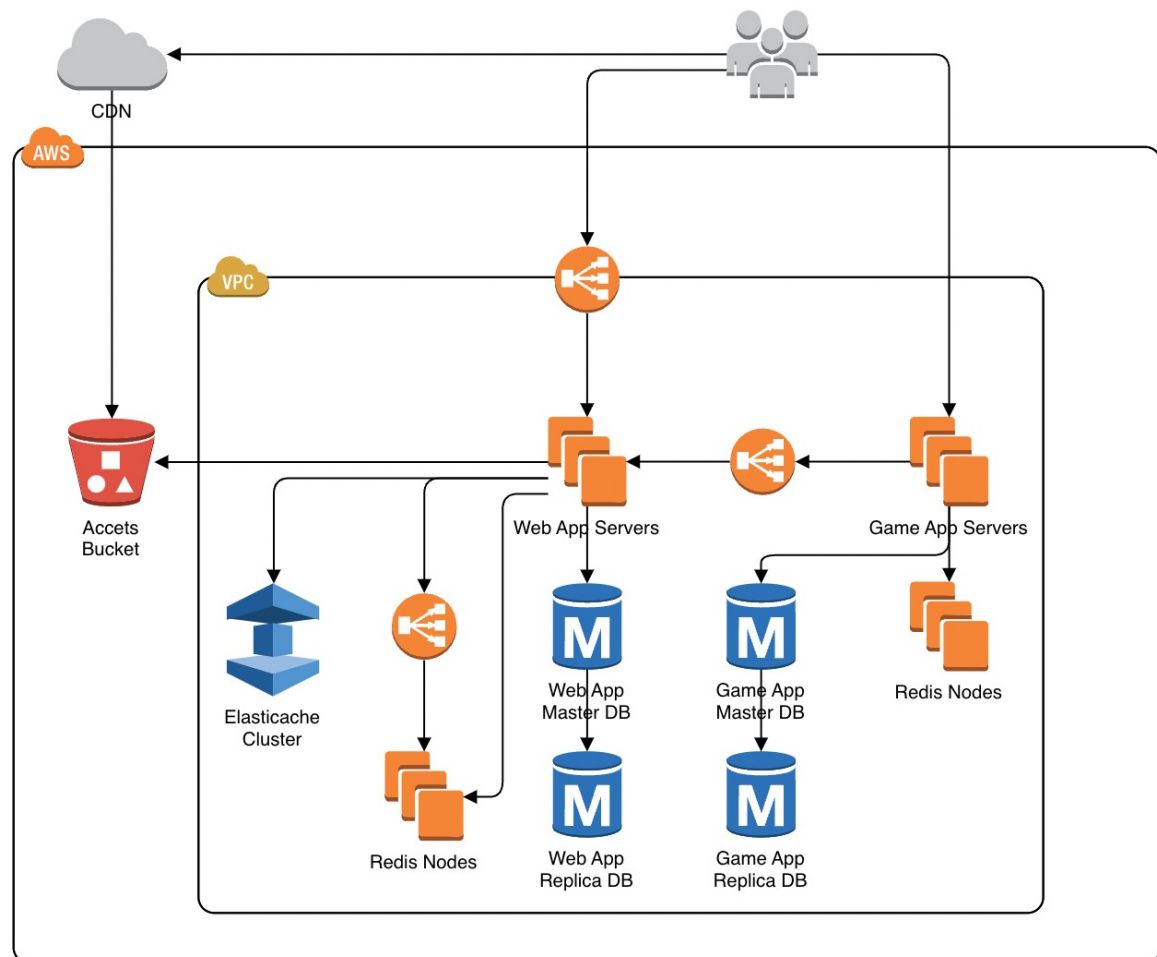 CDN
AWS
VPC
Accets
Bucket
Web App Servers
Game App Servers
Elasticache
Cluster
M
Web App
Master DB
M
Game App
Master DB
Redis Nodes
Redis Nodes
M
Web App
Replica DB
M
Game App
Replica DB